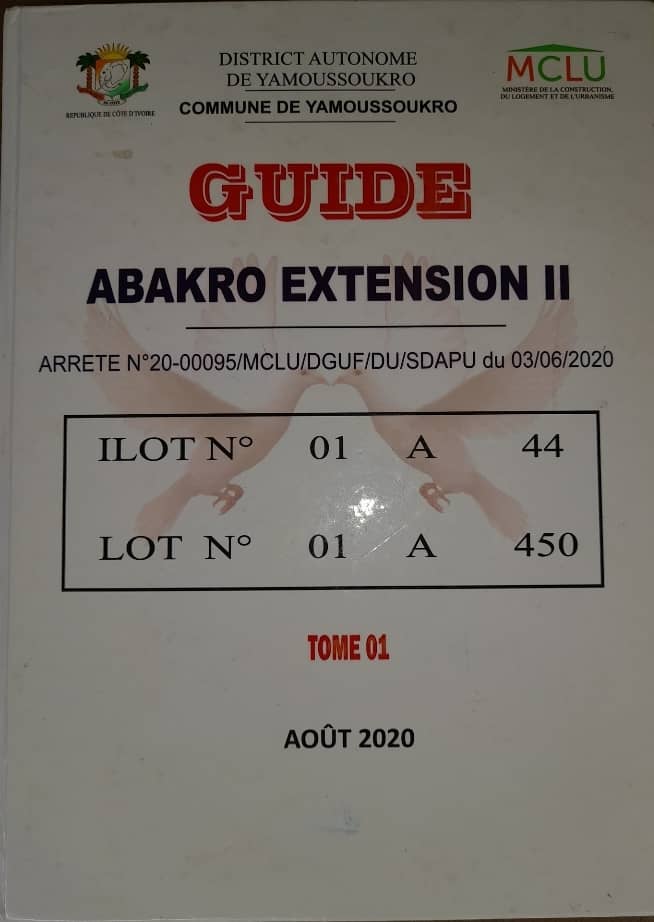 DISTRICT AUTONOME
DE YAMOUSSOUKRO
COMMUNE DE YAMOUSSOUKRO
REPUBLIQUE DE CÔTE D'IVOIRE
MCLU
MINISTÈRE DE LA CONSTRUCTION,
DU LOGEMENT ET DE L'URBANISME
GUIDE
ABAKRO EXTENSION II
ARRETE N°20-00095/MCLU/DGUF/DU/SDAPU du 03/06/2020
ILOT N° 01 A 44
LOT N° 01 A 450
TOME 01
AOÛT 2020